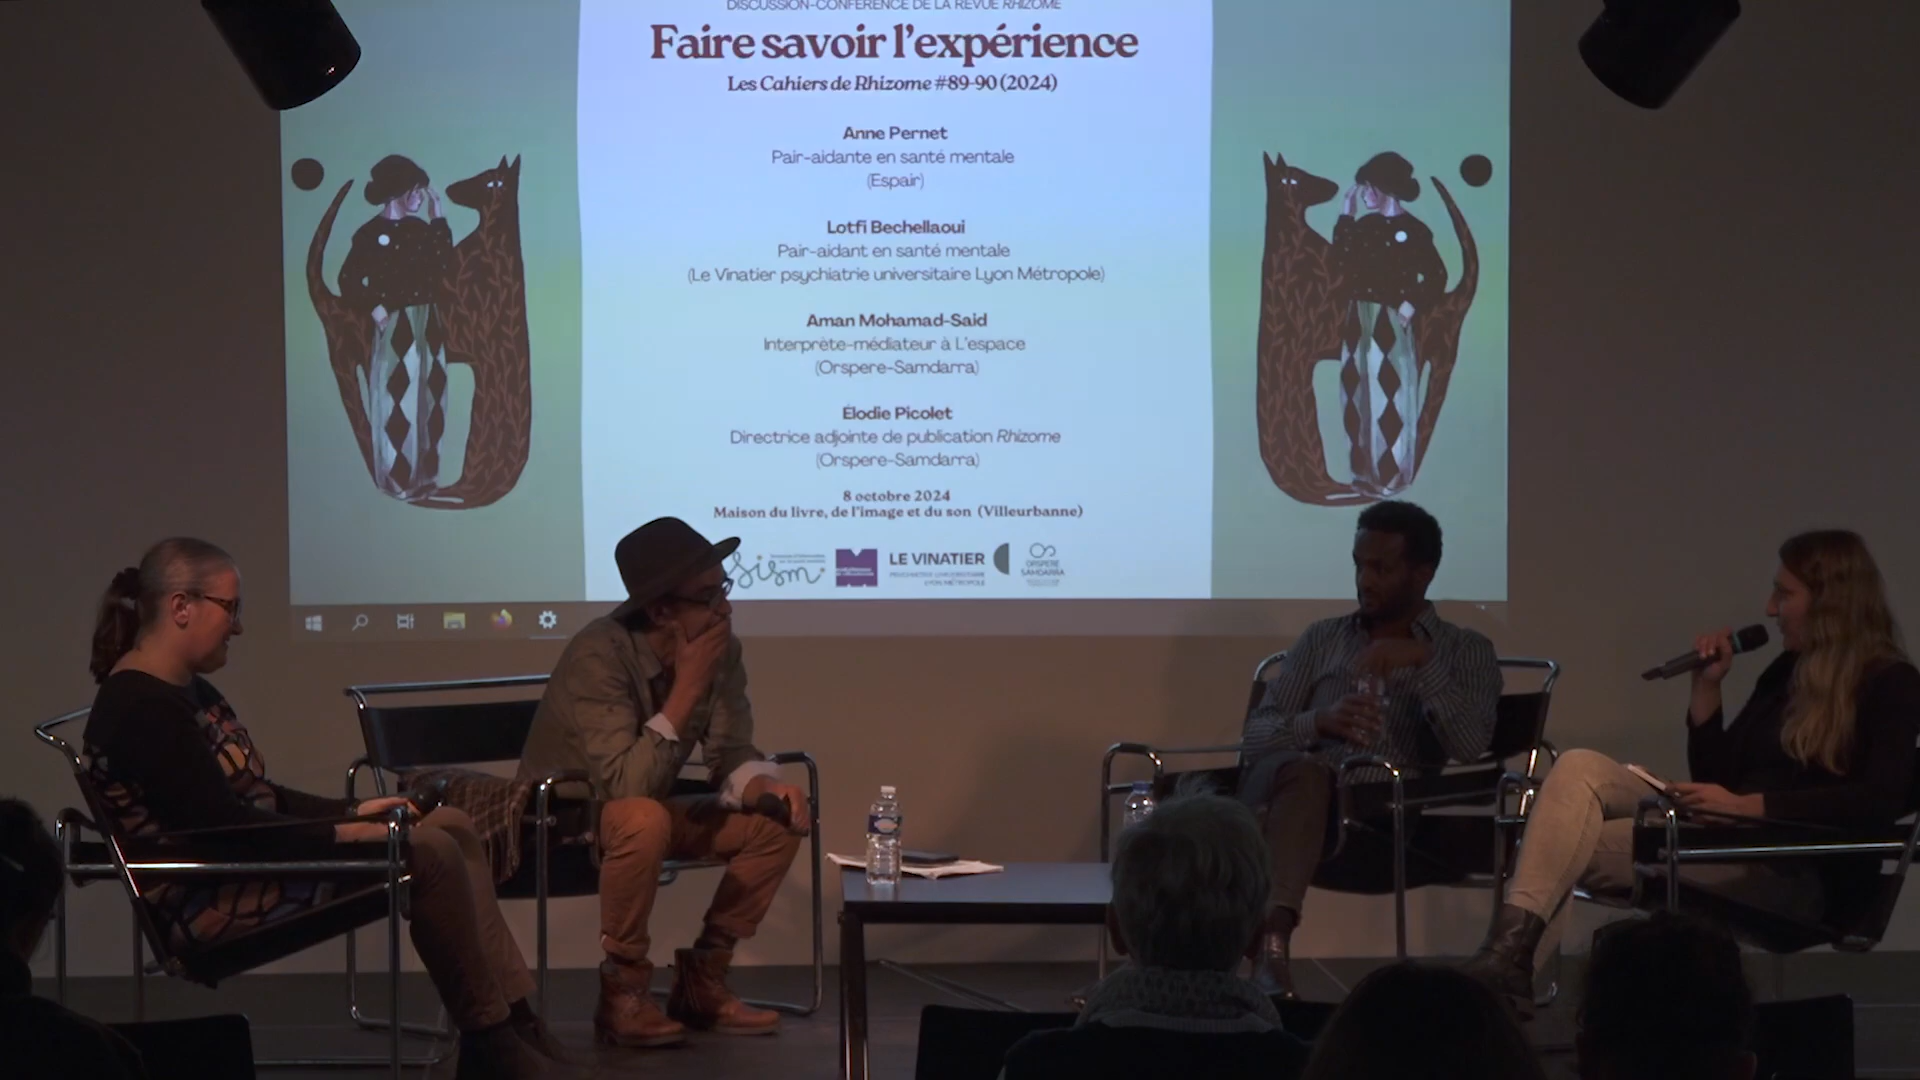 DISCUSSION-CONFÉRENCE DE LA REVUE RHIZOME
Faire savoir l'expérience
Les Cahiers de Rhizome #89-90 (2024)
Anne Pernet
Pair-aidante en santé mentale
(Espair)
Lotfi Bechellaoui
Pair-aidant en santé mentale
(Le Vinatier psychiatrie universitaire Lyon Métropole)
Aman Mohamad-Said
Interprète-médiateur à L'espace
(Orspere-Samdarra)
Élodie Picolet
Directrice adjointe de publication Rhizome
(Orspere-Samdarra)
8 octobre 2024
Maison du livre, de l'image et du son (Villeurbanne)
sism
LE VINATIER
PSYCHIATRIE UNIVERSITAIRE
LYON MÉTROPOLE
ORSPERE
SAMDARRA